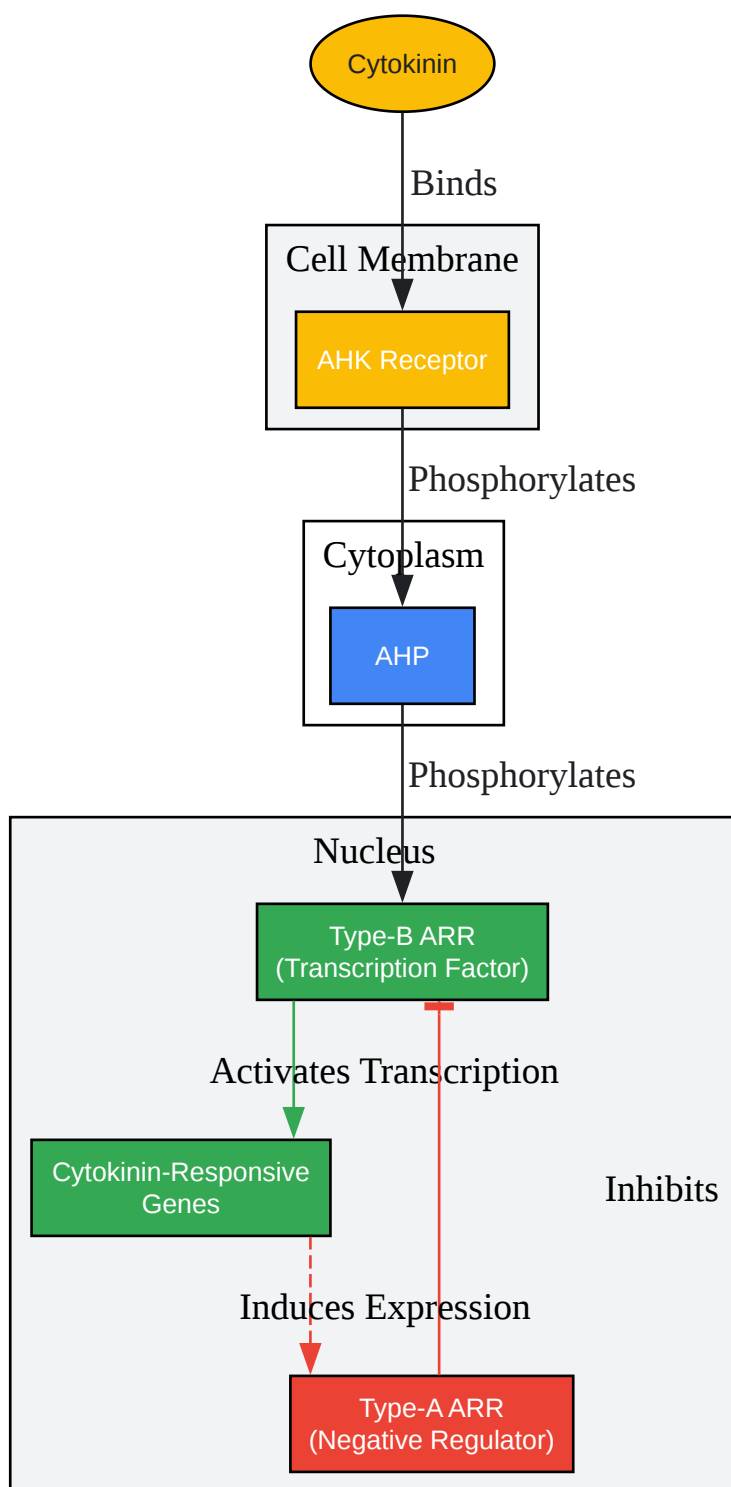 Cytokinin
Binds
Cell Membrane
AHK Receptor
Phosphorylates
Cytoplasm
AHP
Phosphorylates
Nucleus
Type-B ARR
(Transcription Factor)
Activates Transcription
Cytokinin-Responsive
Genes
Inhibits
Induces Expression
Type-A ARR
(Negative Regulator)